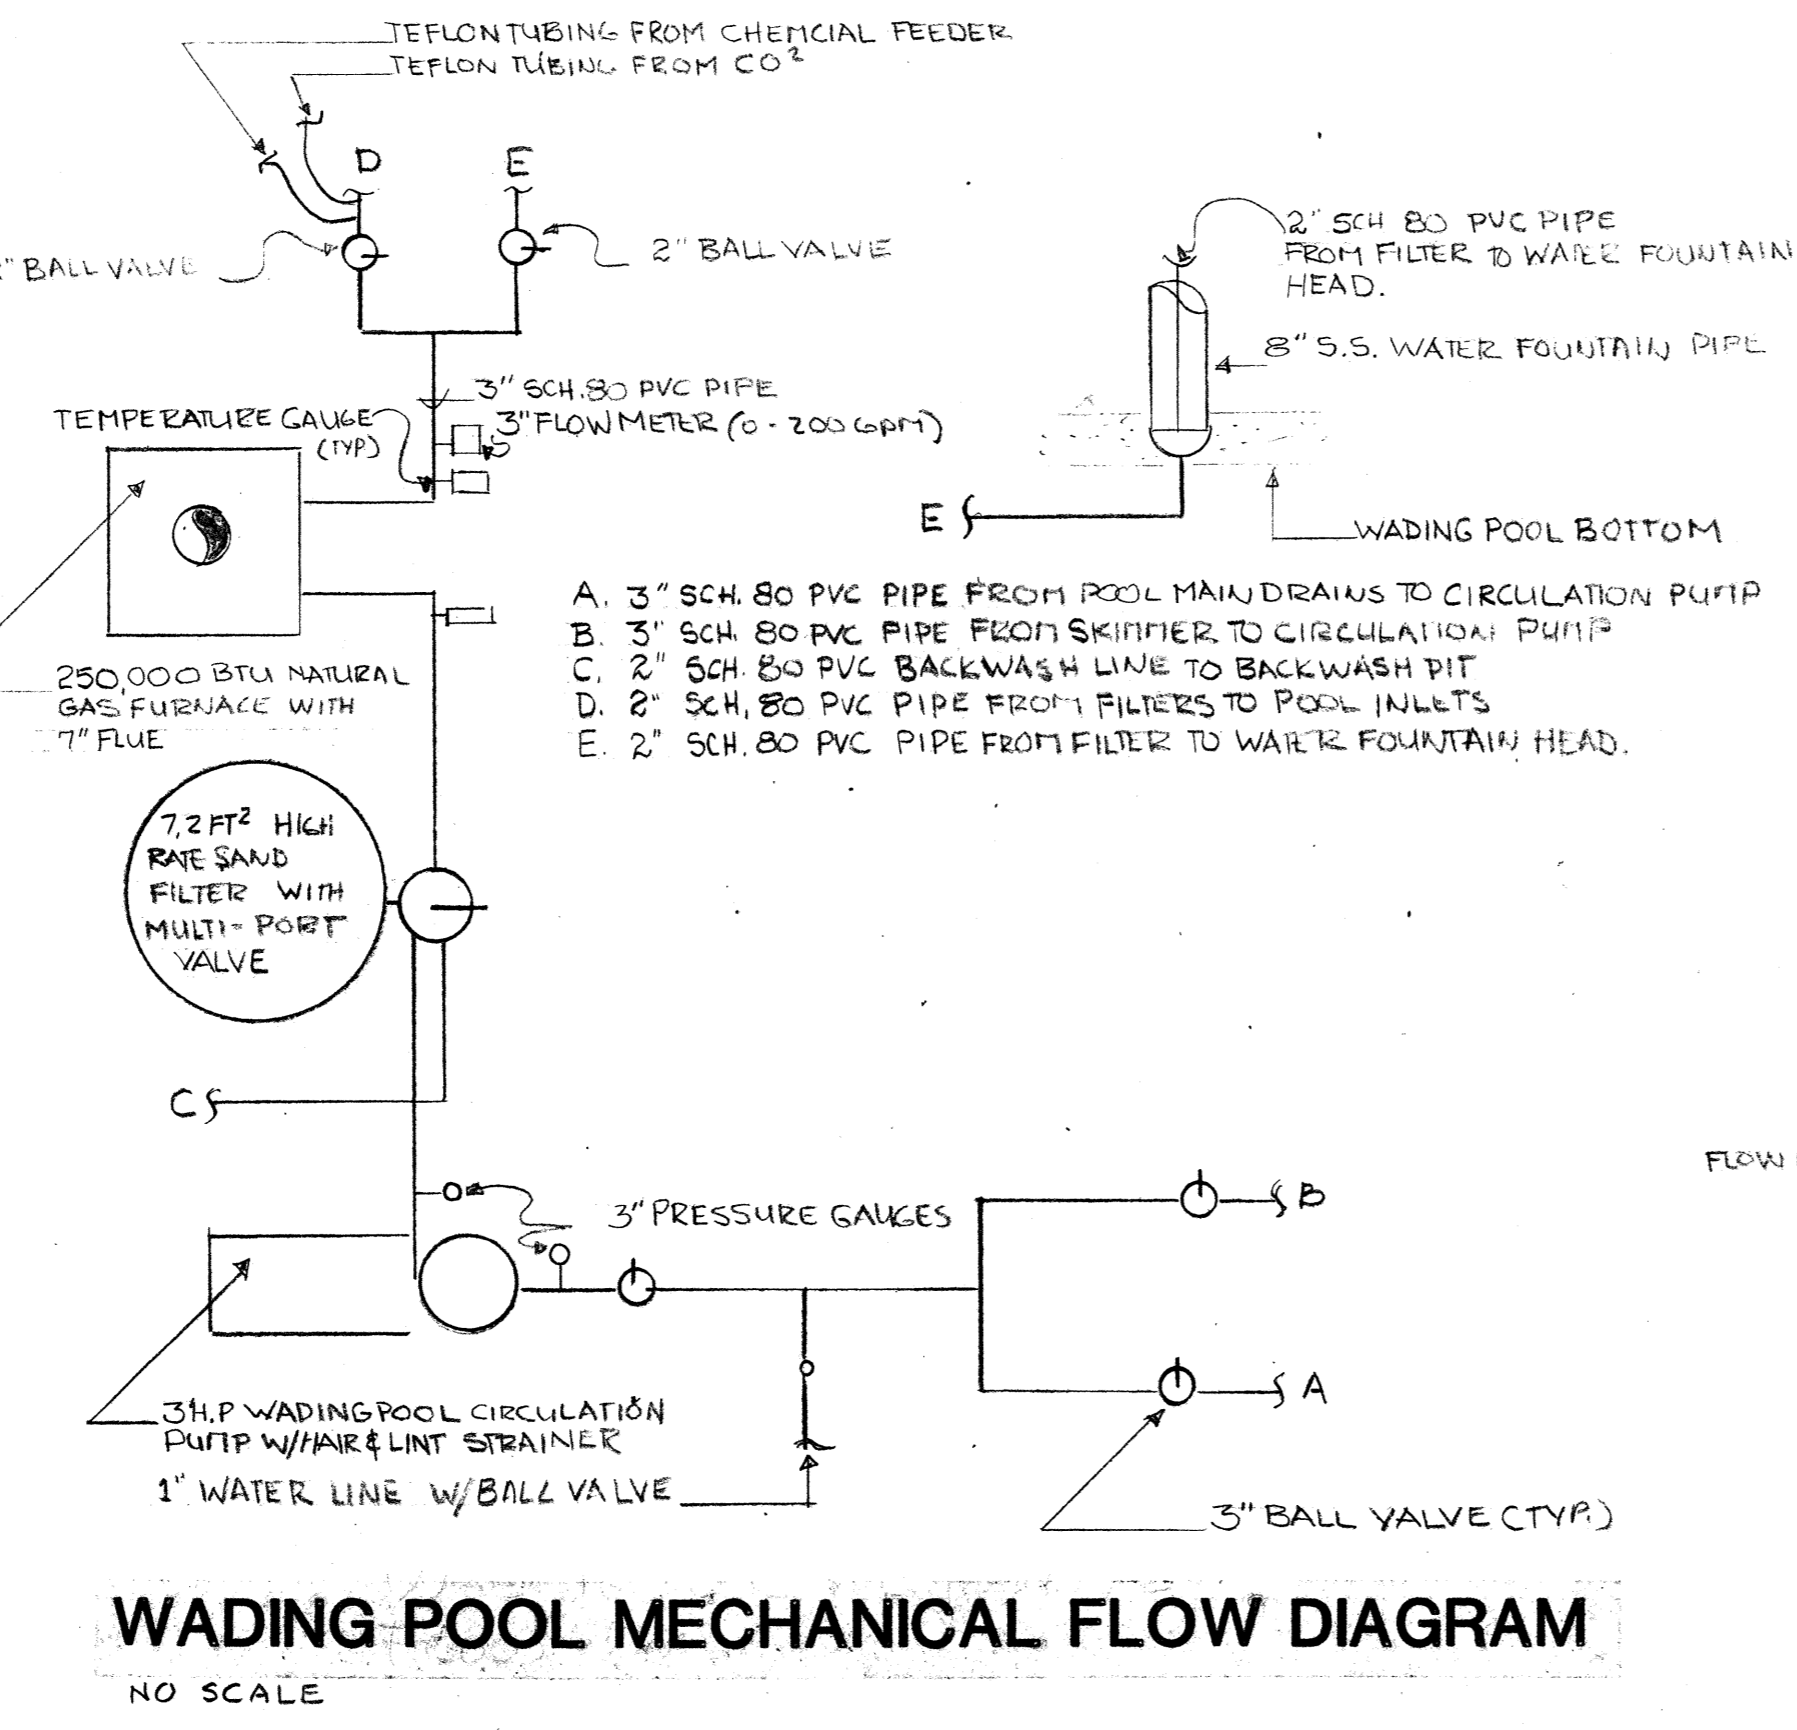 TEFLON TUBING FROM CHEMCIAL FEEDER
TEFLON TUBING FROM CO²
D
E
" BALL VALVE
2" BALL VALVE
2" SCH 80 PVC PIPE
FROM FILTER TO WATER FOUNTAIN
HEAD.
8" S.S. WATER FOUNTAIN PIPE
3" SCH. 80 PVC PIPE
TEMPERATURE GAUGE
(TYP.)
3" FLOW METER (0 - 200 GPM)
E
WADING POOL BOTTOM
A. 3" SCH. 80 PVC PIPE FROM POOL MAIN DRAINS TO CIRCULATION PUMP
B. 3" SCH. 80 PVC PIPE FROM SKIMMER TO CIRCULATION PUMP
C. 2" SCH. 80 PVC BACKWASH LINE TO BACKWASH PIT
D. 2" SCH, 80 PVC PIPE FROM FILTERS TO POOL INLETS
E. 2" SCH. 80 PVC PIPE FROM FILTER TO WATER FOUNTAIN HEAD.
250,000 BTU NATURAL
GAS FURNACE WITH
7" FLUE
7,2 FT² HIGH
RATE SAND
FILTER WITH
MULTI-PORT
VALVE
C
FLOW
3" PRESSURE GAUGES
B
A
3 H.P WADING POOL CIRCULATION
PUMP W/HAIR & LINT STRAINER
1" WATER LINE W/BALL VALVE
3" BALL VALVE (TYP.)
WADING POOL MECHANICAL FLOW DIAGRAM
NO SCALE